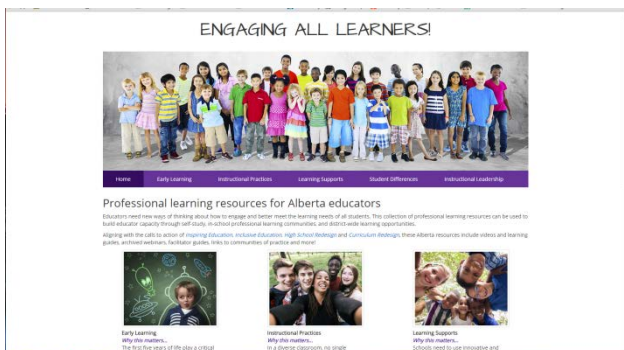 ENGAGING ALL LEARNERS!
Home Early Learning Instructional Practices Learning Supports Student Differences Instructional Leadership
Professional learning resources for Alberta educators
Educators need new ways of thinking about how to engage and better meet the learning needs of all students. This collection of professional learning resources can be used to
build educator capacity through self-study, in-school professional learning communities and district-wide learning opportunities.
Aligning with the calls to action of Inspiring Education, Inclusive Education, High School Redesign and Curriculum Redesign, these Alberta resources include videos and learning
guides, archived webinars, facilitator guides, links to communities of practice and more!
Early Learning Instructional Practices Learning Supports
Why this matters... Why this matters... Why this matters...
The first five years of life play a critical In a diverse classroom, no single Schools need to use innovative and